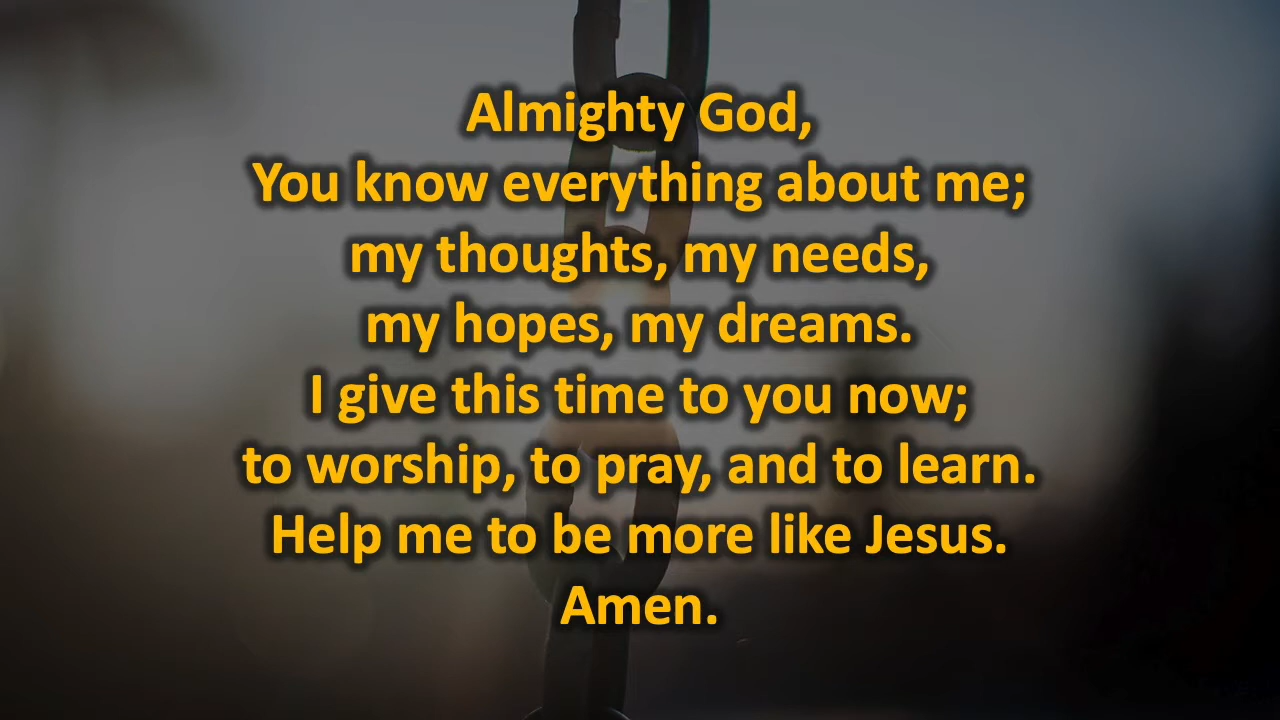 Almighty God,
You know everything about me;
my thoughts, my needs,
my hopes, my dreams.
I give this time to you now;
to worship, to pray, and to learn.
Help me to be more like Jesus.
Amen.